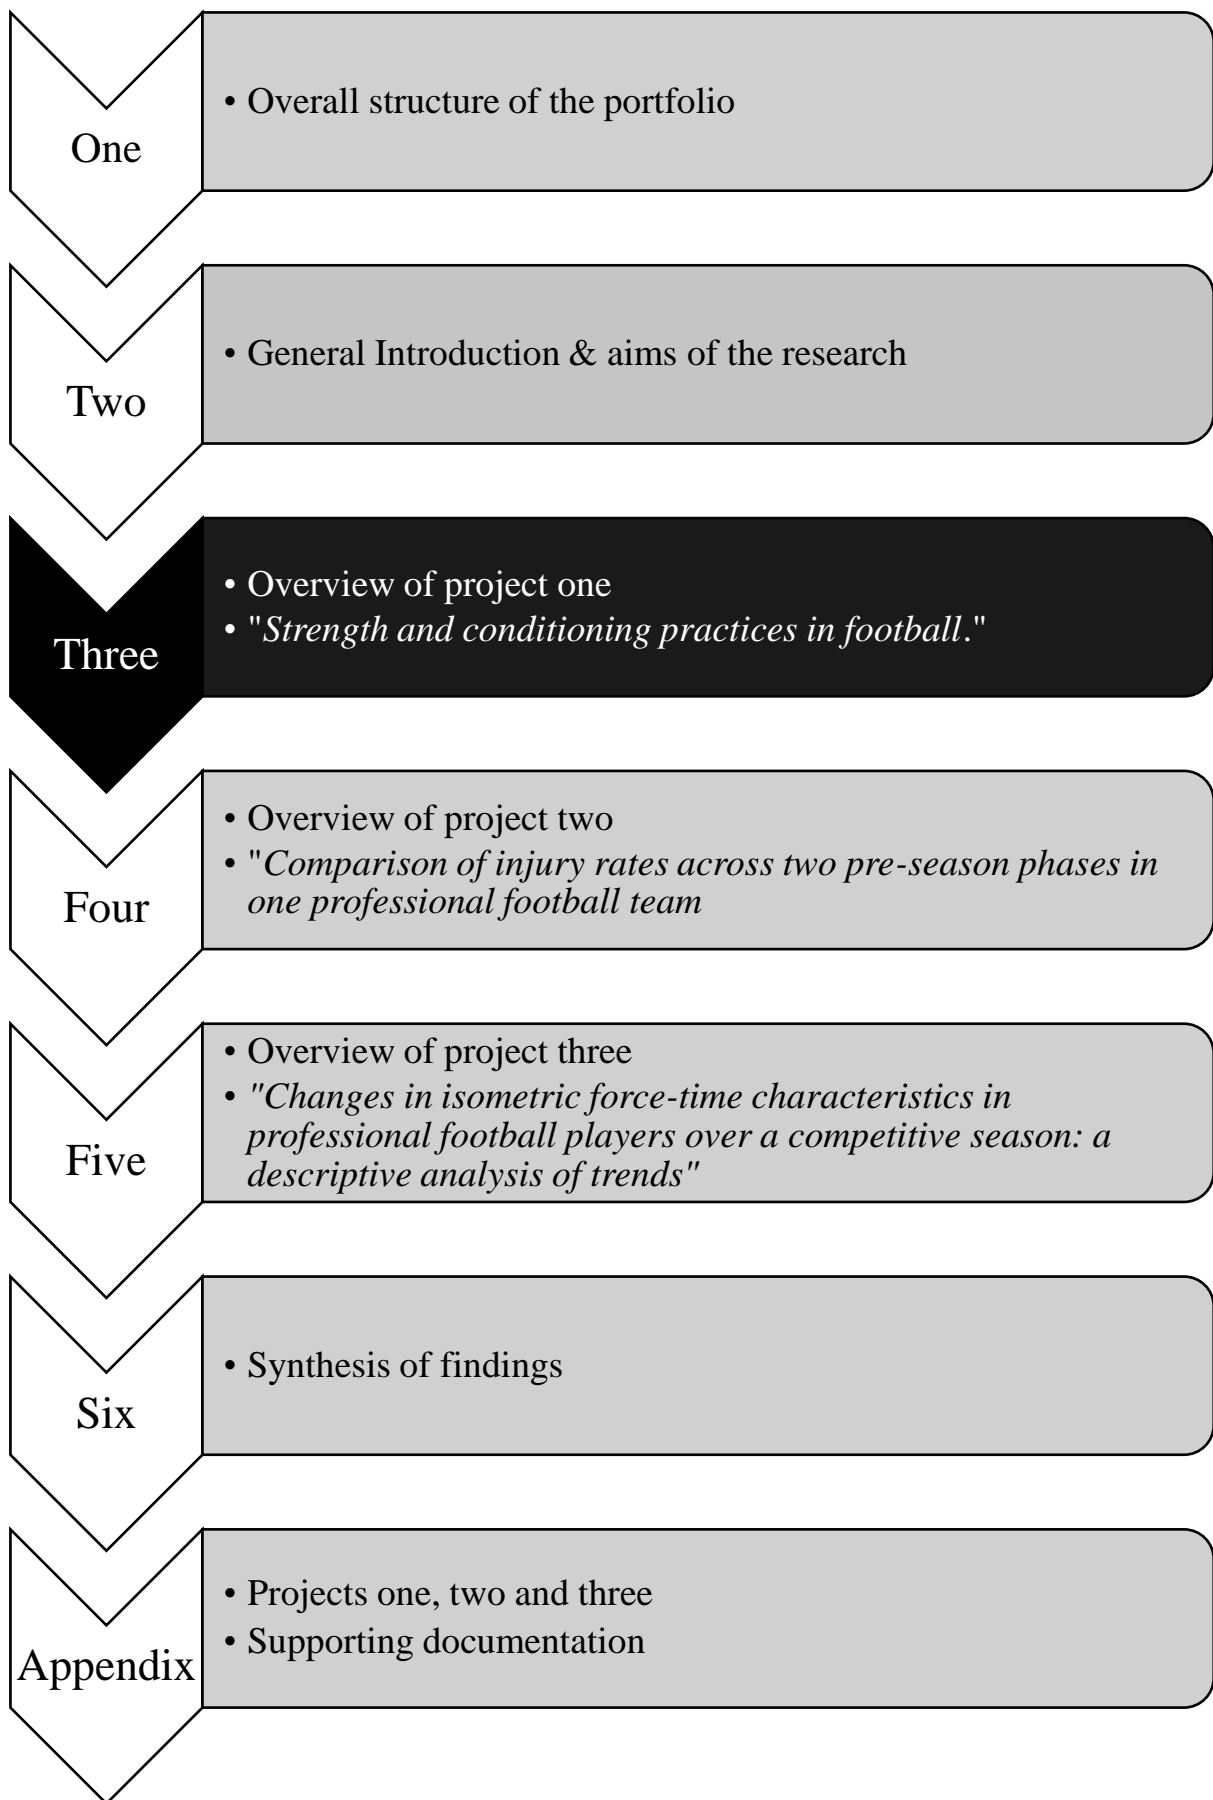 One
• Overall structure of the portfolio
Two
• General Introduction & aims of the research
Three
• Overview of project one
• "Strength and conditioning practices in football."
Four
• Overview of project two
• "Comparison of injury rates across two pre-season phases in
one professional football team
Five
• Overview of project three
• "Changes in isometric force-time characteristics in
professional football players over a competitive season: a
descriptive analysis of trends"
Six
• Synthesis of findings
Appendix
• Projects one, two and three
• Supporting documentation